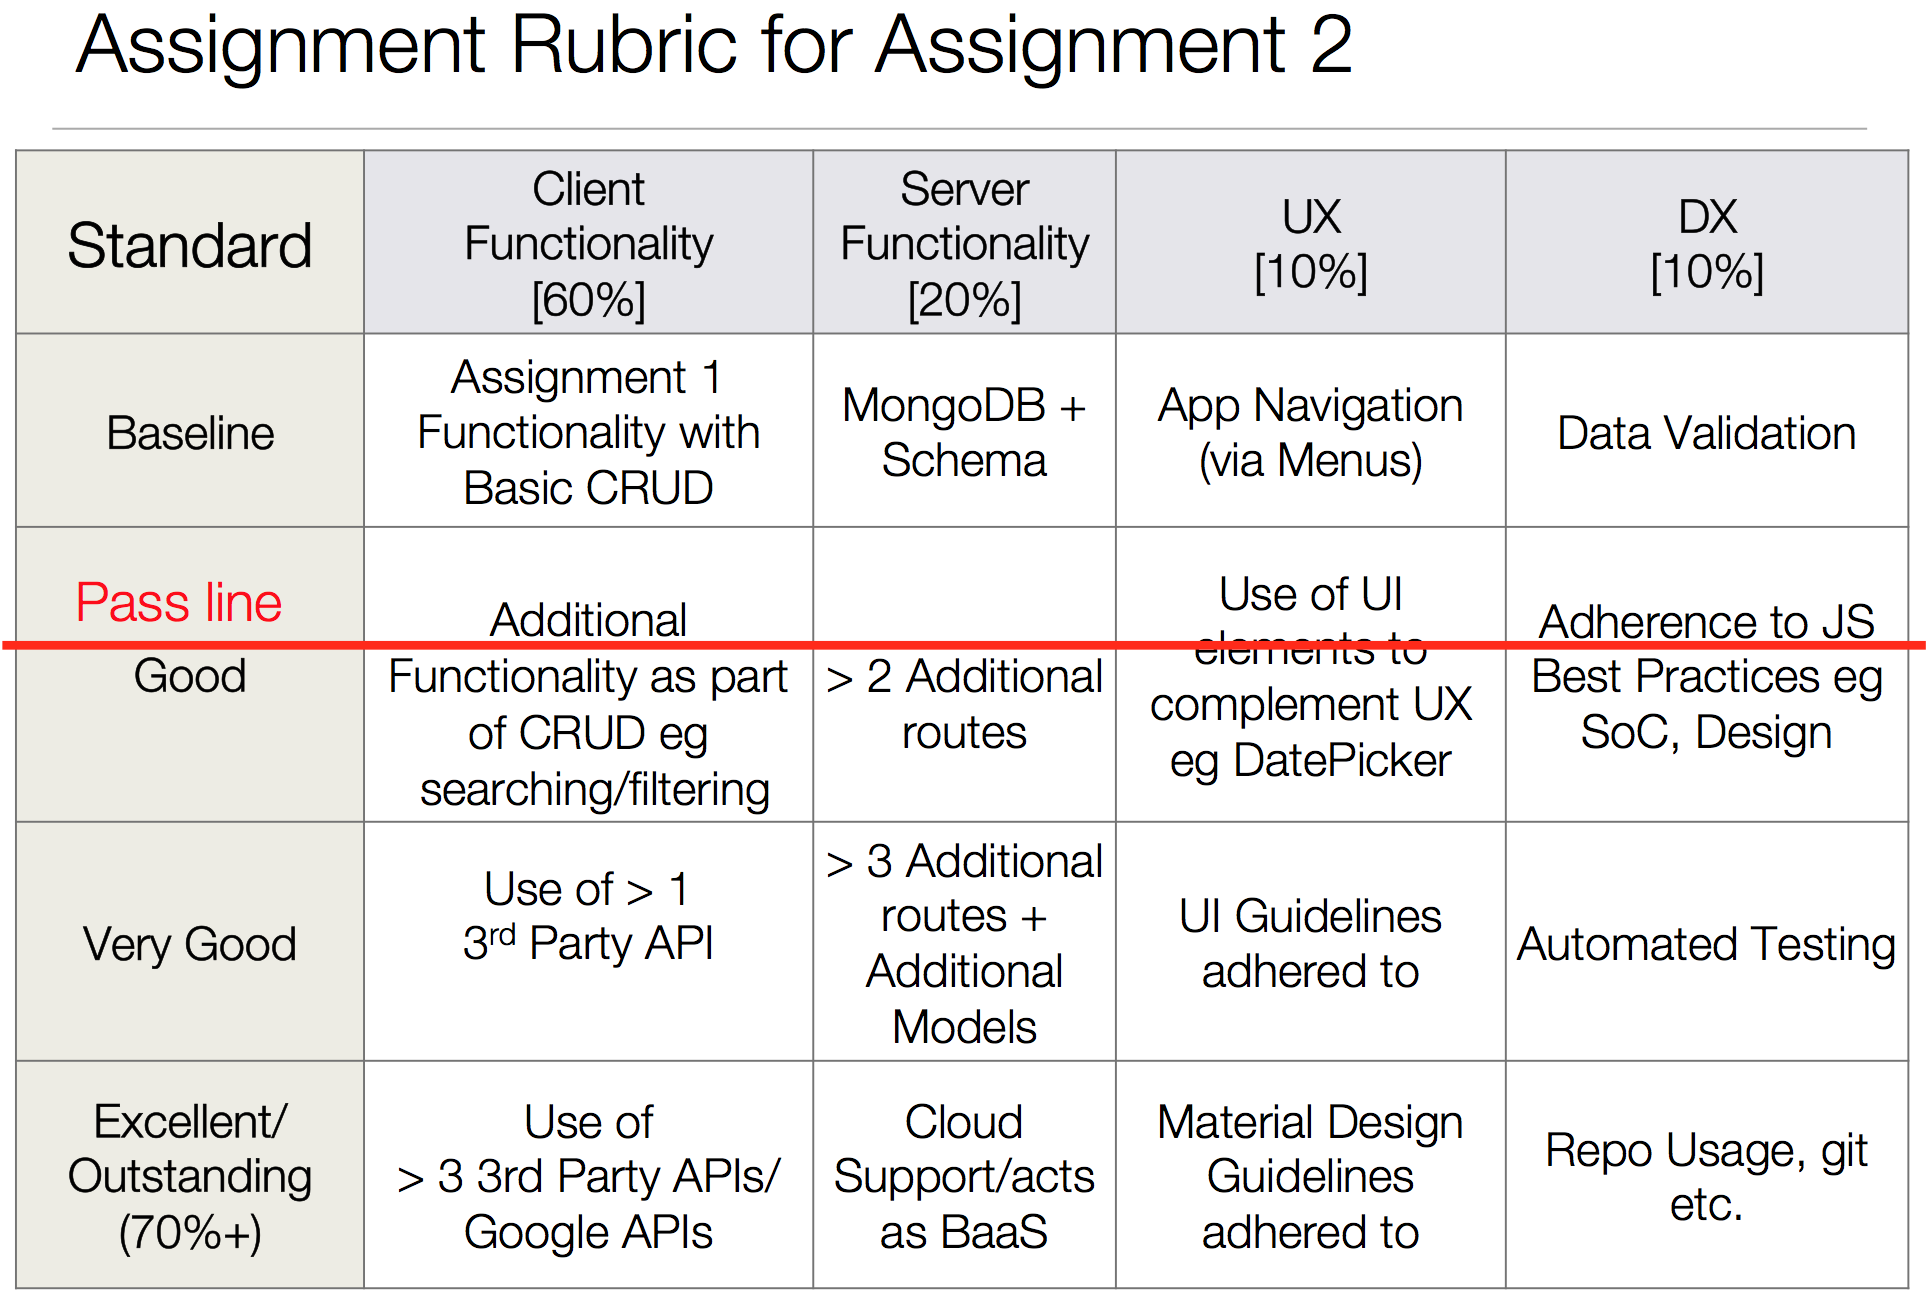 Assignment Rubric for Assignment 2
Standard
Client
Functionality
[60%]
Server
Functionality
[20%]
UX
[10%]
DX
[10%]
Baseline
Assignment 1
Functionality with
Basic CRUD
MongoDB +
Schema
App Navigation
(via Menus)
Data Validation
Pass line
Good
Additional
Functionality as part
of CRUD eg
searching/filtering
> 2 Additional
routes
Use of UI
elements to
complement UX
eg DatePicker
Adherence to JS
Best Practices eg
SoC, Design
Very Good
Use of > 1
3rd Party API
> 3 Additional
routes +
Additional
Models
UI Guidelines
adhered to
Automated Testing
Excellent/
Outstanding
(70%+)
Use of
> 3 3rd Party APIs/
Google APIs
Cloud
Support/acts
as BaaS
Material Design
Guidelines
adhered to
Repo Usage, git
etc.